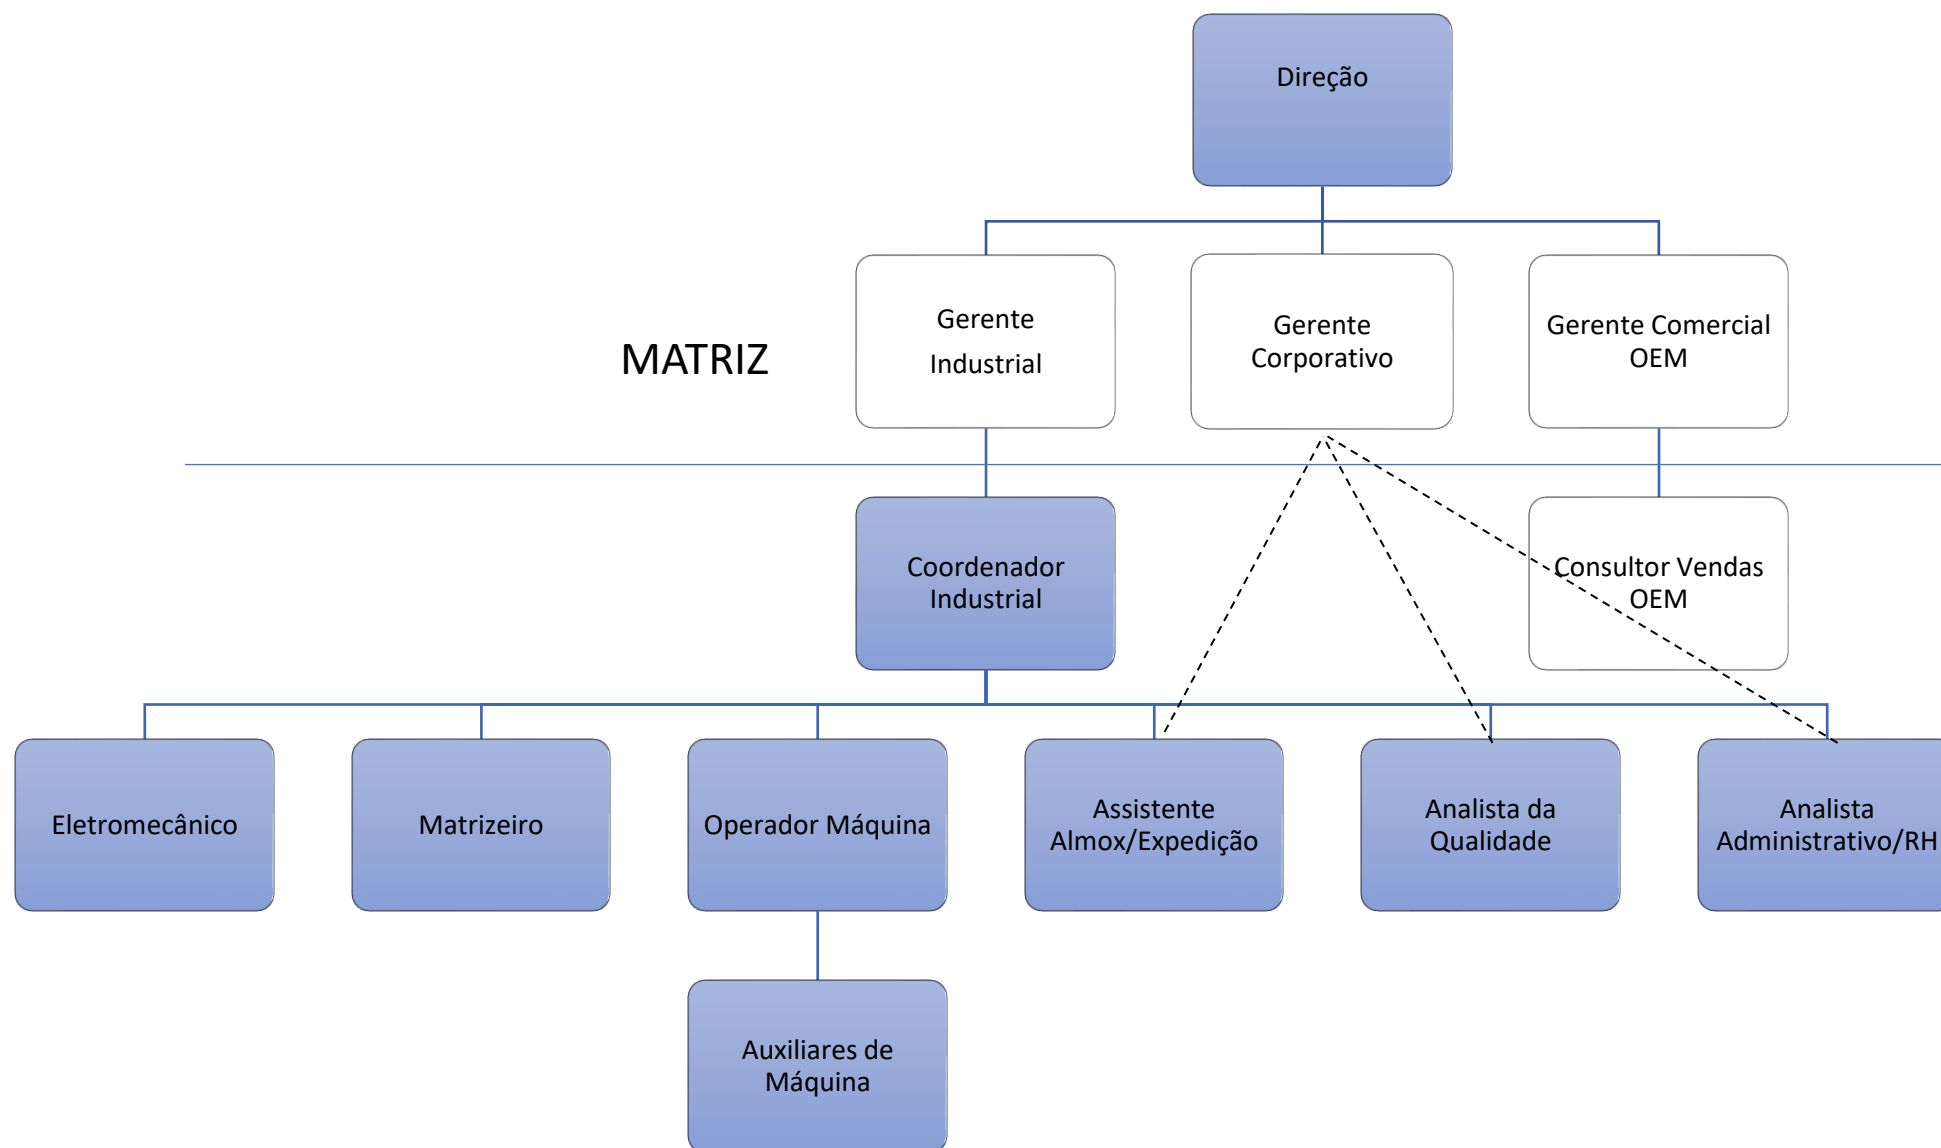 Direção
Gerente
Industrial
Gerente
Corporativo
Gerente Comercial
OEM
MATRIZ
Coordenador
Industrial
Consultor Vendas
OEM
Eletromecânico
Matrizeiro
Operador Máquina
Assistente
Almox/Expedição
Analista da
Qualidade
Analista
Administrativo/RH
Auxiliares de
Máquina